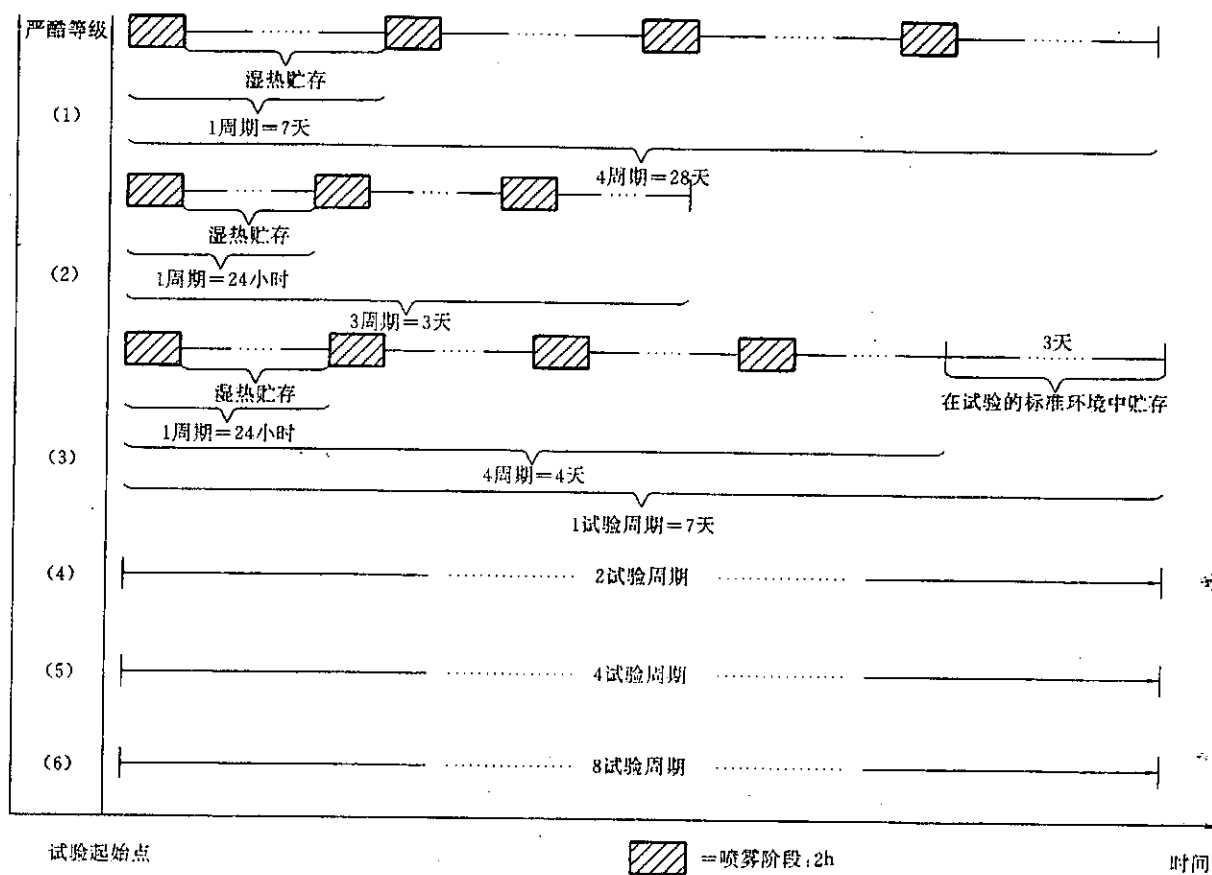 严酷等级
湿热贮存
1周期=7天
(1)
4周期=28天
湿热贮存
1周期=24小时
(2)
3周期=3天
3天
湿热贮存
在试验的标准环境中贮存
1周期=24小时
(3)
4周期=4天
1试验周期=7天
(4)
2试验周期
(5)
4试验周期
(6)
8试验周期
试验起始点
=喷雾阶段:2h
时间